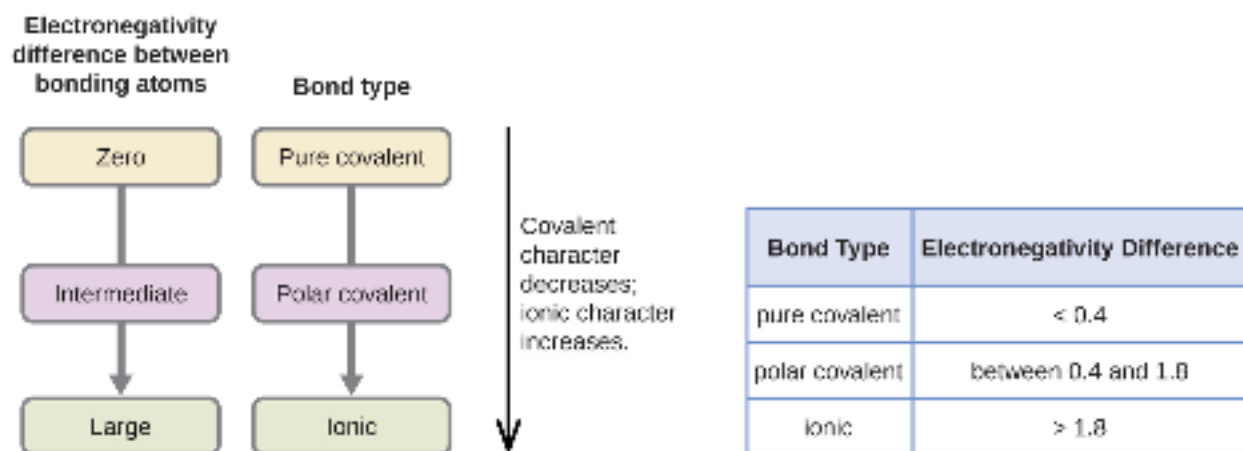 Electronegativity
difference between
bonding atoms
Bond type
Zero
Pure covalent
Intermediate
Polar covalent
Large
Ionic
Covalent
character
decreases;
ionic character
increases.
Bond Type Electronegativity Difference
pure covalent < 0.4
polar covalent between 0.4 and 1.8
ionic > 1.8